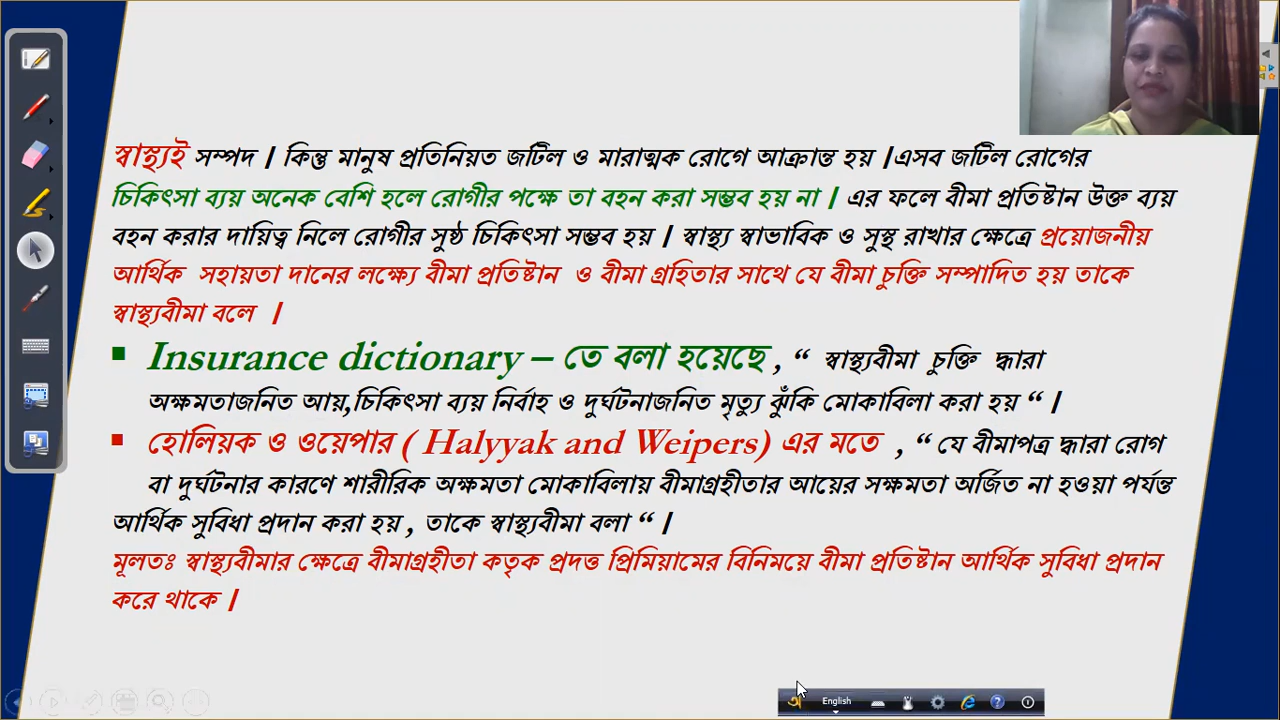 স্বাস্থ্যই সম্পদ । কিন্তু মানুষ প্রতিনিয়ত জটিল ও মারাত্মক রোগে আক্রান্ত হয় ।এসব জটিল রোগের
চিকিৎসা ব্যয় অনেক বেশি হলে রোগীর পক্ষে তা বহন করা সম্ভব হয় না । এর ফলে বীমা প্রতিষ্টান উক্ত ব্যয়
বহন করার দায়িত্ব নিলে রোগীর সুষ্ঠ চিকিৎসা সম্ভব হয় । স্বাস্থ্য স্বাভাবিক ও সুস্থ রাখার ক্ষেত্রে প্রয়োজনীয়
আর্থিক সহায়তা দানের লক্ষ্যে বীমা প্রতিষ্টান ও বীমা গ্রহিতার সাথে যে বীমা চুক্তি সম্পাদিত হয় তাকে
স্বাস্থ্যবীমা বলে ।
▪ Insurance dictionary – তে বলা হয়েছে , “ স্বাস্থ্যবীমা চুক্তি দ্ধারা
অক্ষমতাজনিত আয়,চিকিৎসা ব্যয় নির্বাহ ও দুর্ঘটনাজনিত মৃত্যু ঝুঁকি মোকাবিলা করা হয় “ ।
▪ হোলিয়ক ও ওয়েপার ( Halyyak and Weipers) এর মতে , “ যে বীমাপত্র দ্ধারা রোগ
বা দুর্ঘটনার কারণে শারীরিক অক্ষমতা মোকাবিলায় বীমাগ্রহীতার আয়ের সক্ষমতা অর্জিত না হওয়া পর্যন্ত
আর্থিক সুবিধা প্রদান করা হয় , তাকে স্বাস্থ্যবীমা বলা “ ।
মূলতঃ স্বাস্থ্যবীমার ক্ষেত্রে বীমাগ্রহীতা কতৃক প্রদত্ত প্রিমিয়ামের বিনিময়ে বীমা প্রতিষ্টান আর্থিক সুবিধা প্রদান
করে থাকে ।
অ English